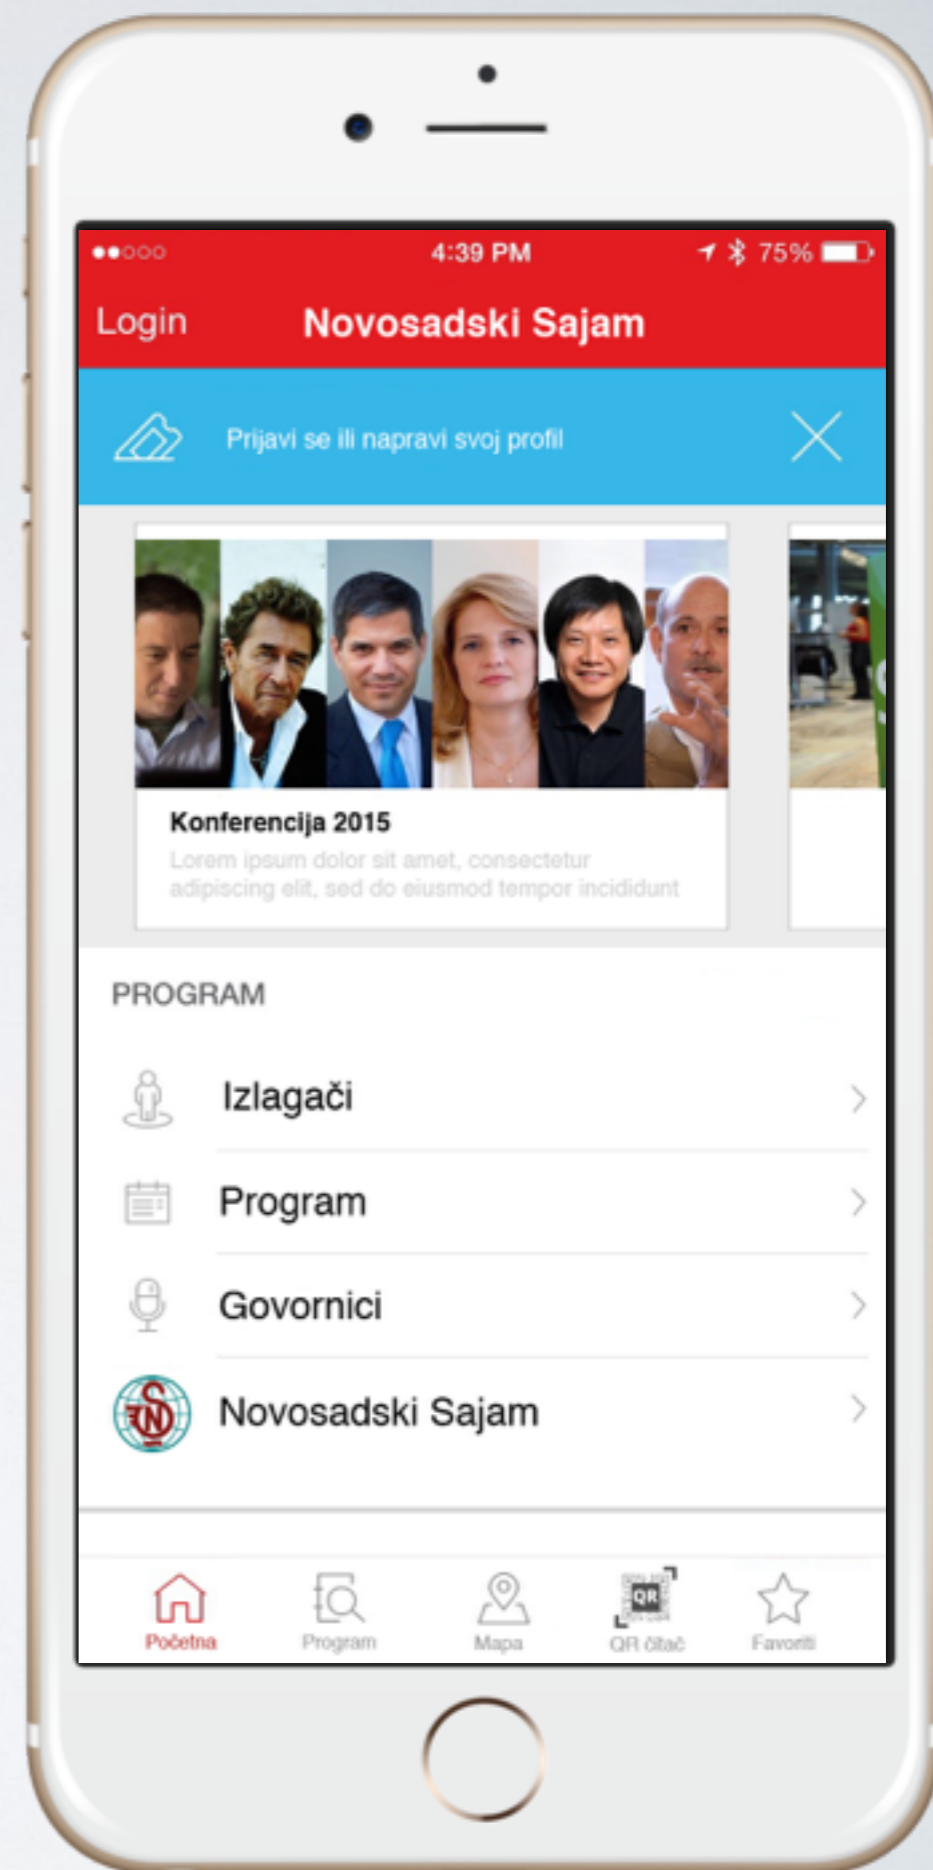 4:39 PM
75%
Login
Novosadski Sajam
Prijavi se ili napravi svoj profil
Konferencija 2015
Lorem ipsum dolor sit amet, consectetur
adipiscing elit, sed do eiusmod tempor incididunt
PROGRAM
Izlagači
Program
Govornici
Novosadski Sajam
QR
Početna
Program
Mapa
QR čitač
Favoriti